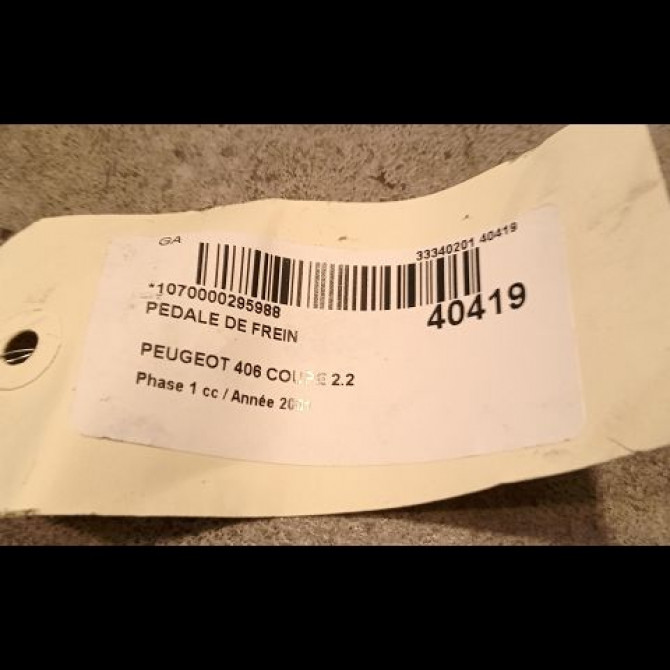 GA
33340201 40419
*1070000295988
40419
PEDALE DE FREIN
PEUGEOT 406 COUPE 2.2
Phase 1 cc / Année